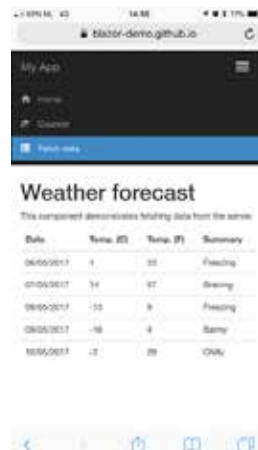 14:55
blazor-demo.github.io
My App
Home
Counter
Fetch data
Weather forecast
This component demonstrates fetching data from the server.
Date Temp. (C) Temp. (F) Summary
06/05/2017 1 33 Freezing
07/05/2017 14 57 Bracing
08/05/2017 -13 9 Freezing
09/05/2017 -16 4 Balmy
10/05/2017 -2 29 Chilly